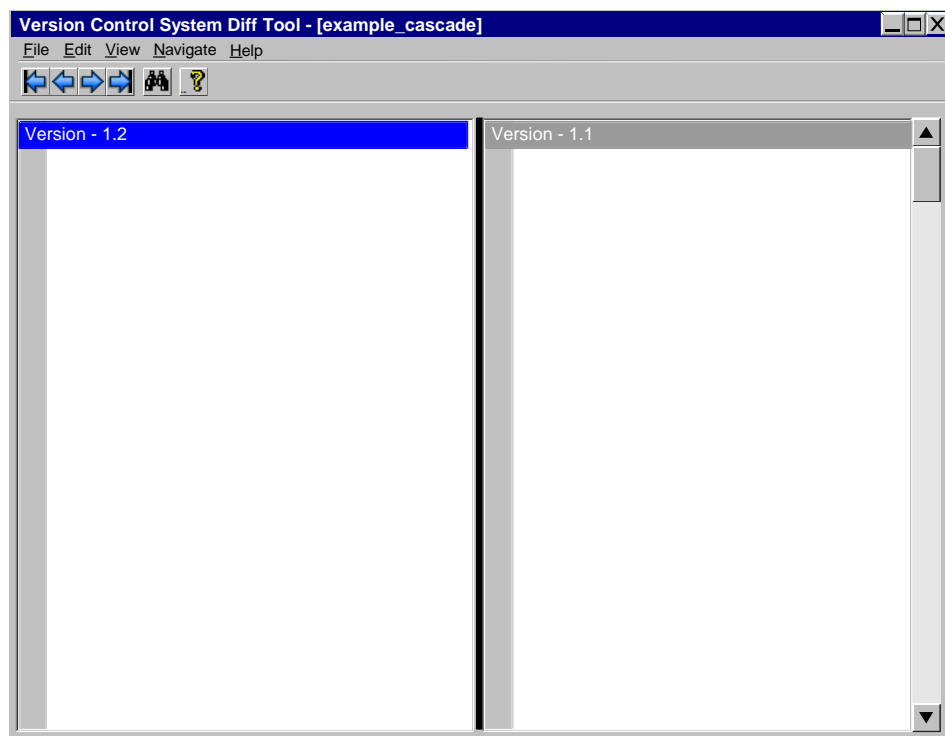 Version Control System Diff Tool - [example_cascade]
File Edit View Navigate Help
Version - 1.2
Version - 1.1